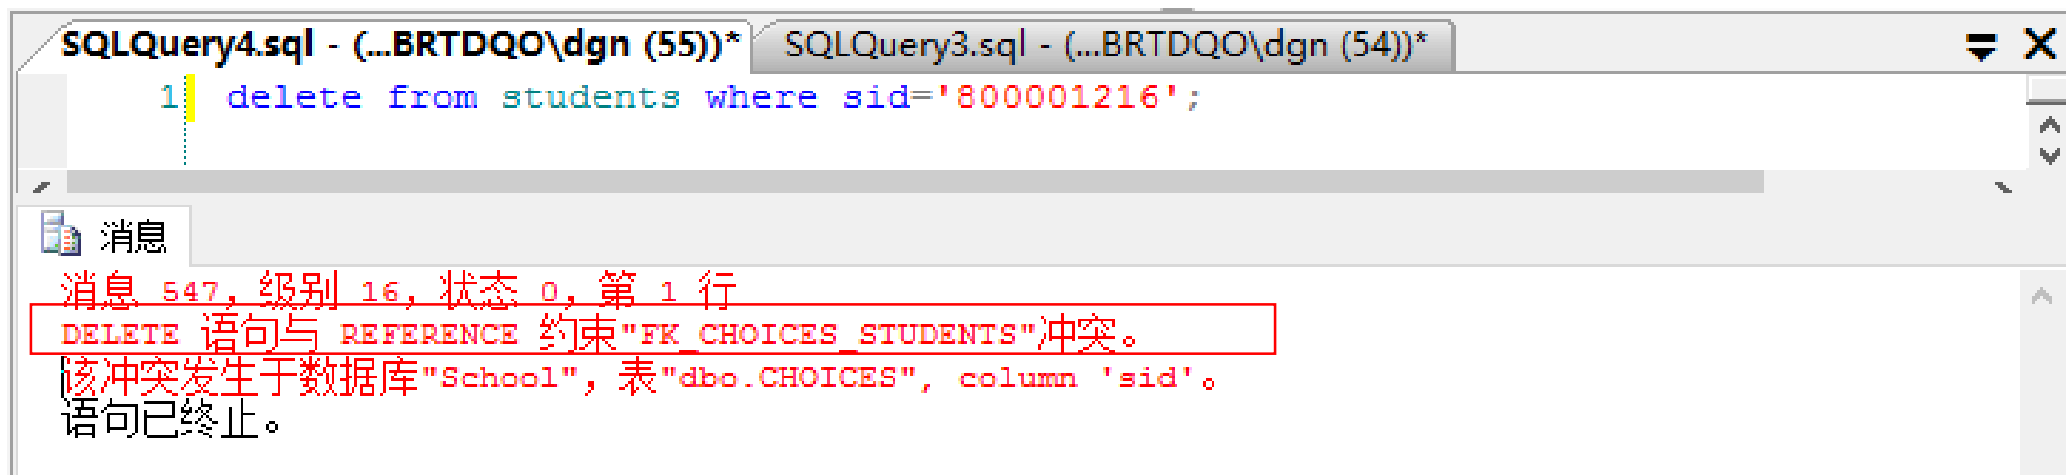 SQLQuery4.sql - (...BRTDQO\dgn (55))* SQLQuery3.sql - (...BRTDQO\dgn (54))*
1 delete from students where sid='800001216';
消息
消息 547，级别 16，状态 0，第 1 行
DELETE 语句与 REFERENCE 约束"FK_CHOICES_STUDENTS"冲突。
该冲突发生于数据库"School"，表"dbo.CHOICES", column 'sid'。
语句已终止。